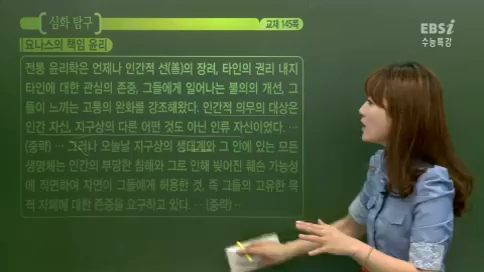 심화 탐구
교재 145쪽
EBSi
수능특강
요나스의 책임 윤리
전통 윤리학은 언제나 인간적 선(善)의 장려, 타인의 권리 내지
타인에 대한 관심의 존중, 그들에게 일어나는 불의의 개선, 그
들이 느끼는 고통의 완화를 강조해왔다. 인간적 의무의 대상은
인간 자신, 지구상의 다른 어떤 것도 아닌 인류 자신이었다. …
(중략) … 그러나 오늘날 지구상의 생태계와 그 안에 있는 모든
생명체는 인간의 부당한 침해와 그로 인해 빚어진 훼손 가능성
에 직면하여 자연이 그들에게 허용한 것, 즉 그들의 고유한 목
적 자체에 대한 존중을 요구하고 있다. … (중략) …